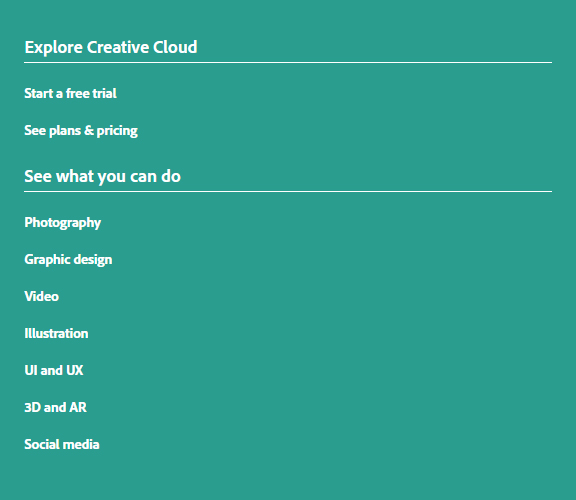 Explore Creative Cloud
Start a free trial
See plans & pricing
See what you can do
Photography
Graphic design
Video
Illustration
UI and UX
3D and AR
Social media